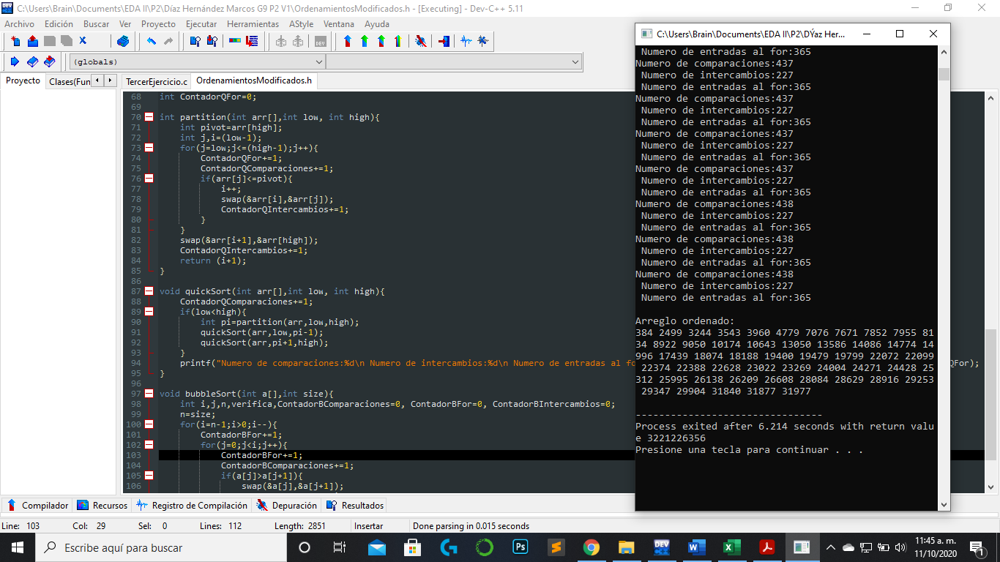 C:\Users\Brain\Documents\EDA II\P2\Díaz Hernández Marcos G9 P2 V1\OrdenamientosModificados.h - [Executing] - Dev-C++ 5.11
Archivo Edición Buscar Ver Proyecto Ejecutar Herramientas AStyle Ventana Ayuda
(globals)
Proyecto Clases(Fun
TercerEjercicio.c OrdenamientosModificados.h
68 int ContadorQFor=0;
69
70 int partition(int arr[],int low, int high){
71 int pivot=arr[high];
72 int j,i=(low-1);
73 for(j=low;j<=(high-1);j++){
74 ContadorQFor+=1;
75 ContadorQComparaciones+=1;
76 if(arr[j]<=pivot){
77 i++;
78 swap(&arr[i],&arr[j]);
79 ContadorQIntercambios+=1;
80 }
81 }
82 swap(&arr[i+1],&arr[high]);
83 ContadorQIntercambios+=1;
84 return (i+1);
85 }
86
87 void quickSort(int arr[],int low, int high){
88 ContadorQComparaciones+=1;
89 if(low<high){
90 int pi=partition(arr,low,high);
91 quickSort(arr,low,pi-1);
92 quickSort(arr,pi+1,high);
93 }
94 printf("Numero de comparaciones:%d\n Numero de intercambios:%d\n Numero de entradas al fo QFor);
95 }
96
97 void bubbleSort(int a[],int size){
98 int i,j,n,verifica,ContadorBComparaciones=0, ContadorBFor=0, ContadorBIntercambios=0;
99 n=size;
100 for(i=n-1;i>0;i--){
101 ContadorBFor+=1;
102 for(j=0;j<i;j++){
103 ContadorBFor+=1;
104 ContadorBComparaciones+=1;
105 if(a[j]>a[j+1]){
106 swap(&a[j],&a[j+1]);
C:\Users\Brain\Documents\EDA II\P2\DÝaz Her...
Numero de entradas al for:365
Numero de comparaciones:437
Numero de intercambios:227
Numero de entradas al for:365
Numero de comparaciones:437
Numero de intercambios:227
Numero de entradas al for:365
Numero de comparaciones:437
Numero de intercambios:227
Numero de entradas al for:365
Numero de comparaciones:437
Numero de intercambios:227
Numero de entradas al for:365
Numero de comparaciones:438
Numero de intercambios:227
Numero de entradas al for:365
Numero de comparaciones:438
Numero de intercambios:227
Numero de entradas al for:365
Numero de comparaciones:438
Numero de intercambios:227
Numero de entradas al for:365
Arreglo ordenado:
384 2499 3244 3543 3960 4779 7076 7671 7852 7955 81
34 8922 9050 10174 10643 13050 13586 14086 14774 14
996 17439 18074 18188 19400 19479 19799 22072 22099
22374 22388 22628 23022 23269 24004 24271 24428 25
312 25995 26138 26209 26608 28084 28629 28916 29253
29347 29904 31840 31877 31977
--------------------------------
Process exited after 6.214 seconds with return valu
e 3221226356
Presione una tecla para continuar . . .
Compilador Recursos Registro de Compilación Depuración Resultados
Line: 103 Col: 29 Sel: 0 Lines: 112 Length: 2851 Insertar Done parsing in 0.015 seconds
Escribe aquí para buscar
11:45 a. m.
11/10/2020